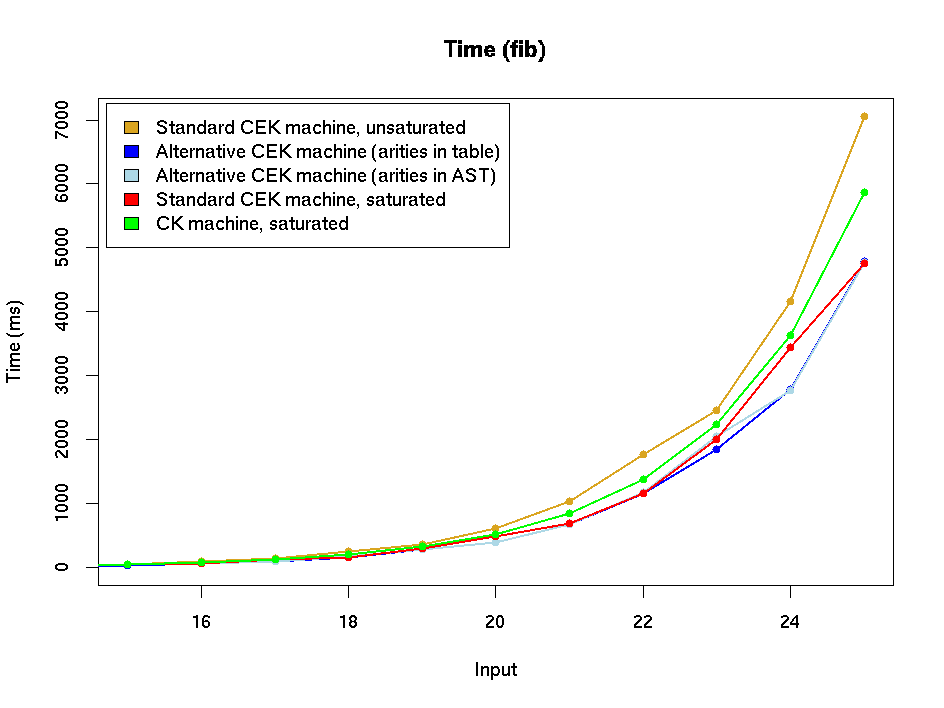 Time (fib)
Standard CEK machine, unsaturated
Alternative CEK machine (arities in table)
Alternative CEK machine (arities in AST)
Standard CEK machine, saturated
CK machine, saturated
Time (ms)
7000
6000
5000
4000
3000
2000
1000
0
16 18 20 22 24
Input